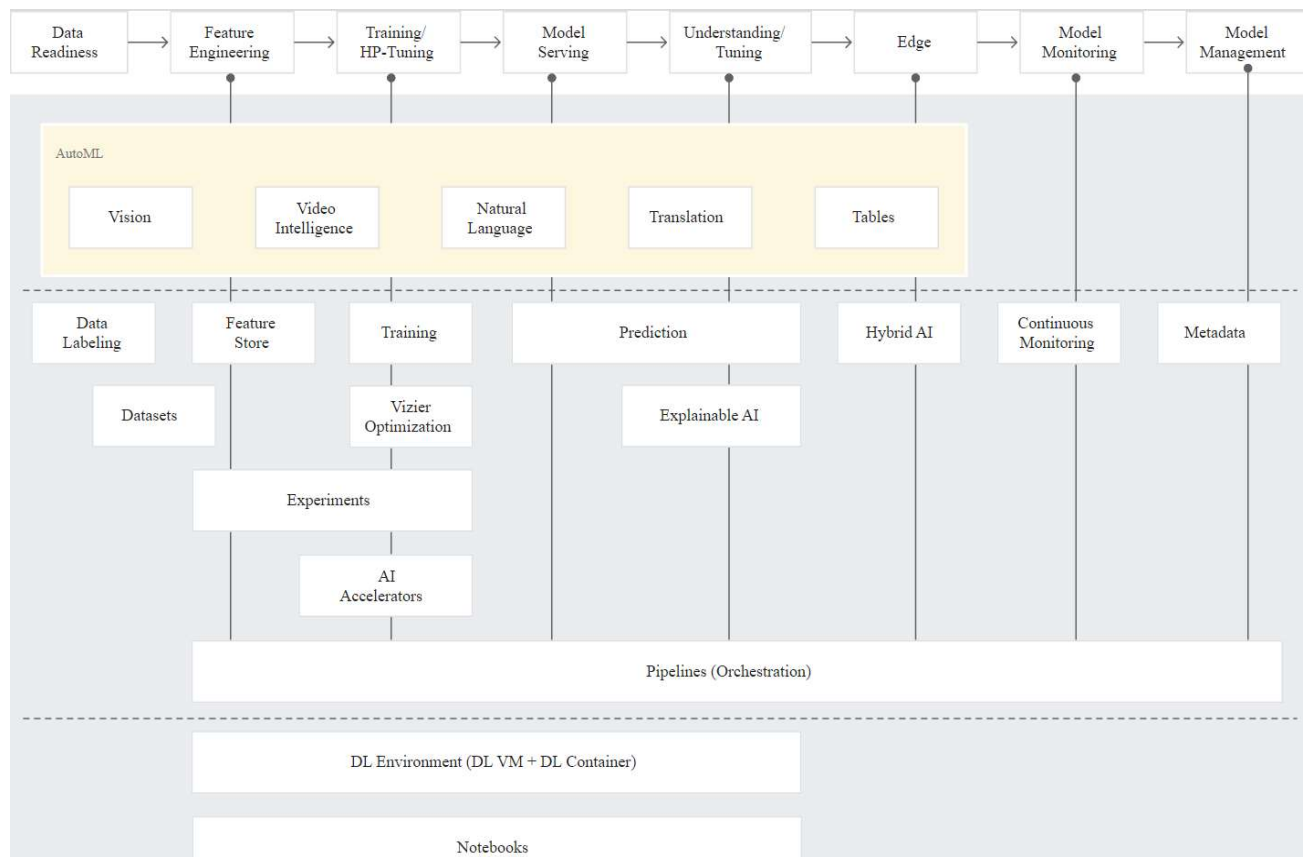 Data
Readiness
Feature
Engineering
Training/
HP-Tuning
Model
Serving
Understanding/
Tuning
Edge
Model
Monitoring
Model
Management
AutoML
Vision
Video
Intelligence
Natural
Language
Translation
Tables
Data
Labeling
Feature
Store
Training
Prediction
Hybrid AI
Continuous
Monitoring
Metadata
Datasets
Vizier
Optimization
Explainable AI
Experiments
AI
Accelerators
Pipelines (Orchestration)
DL Environment (DL VM + DL Container)
Notebooks